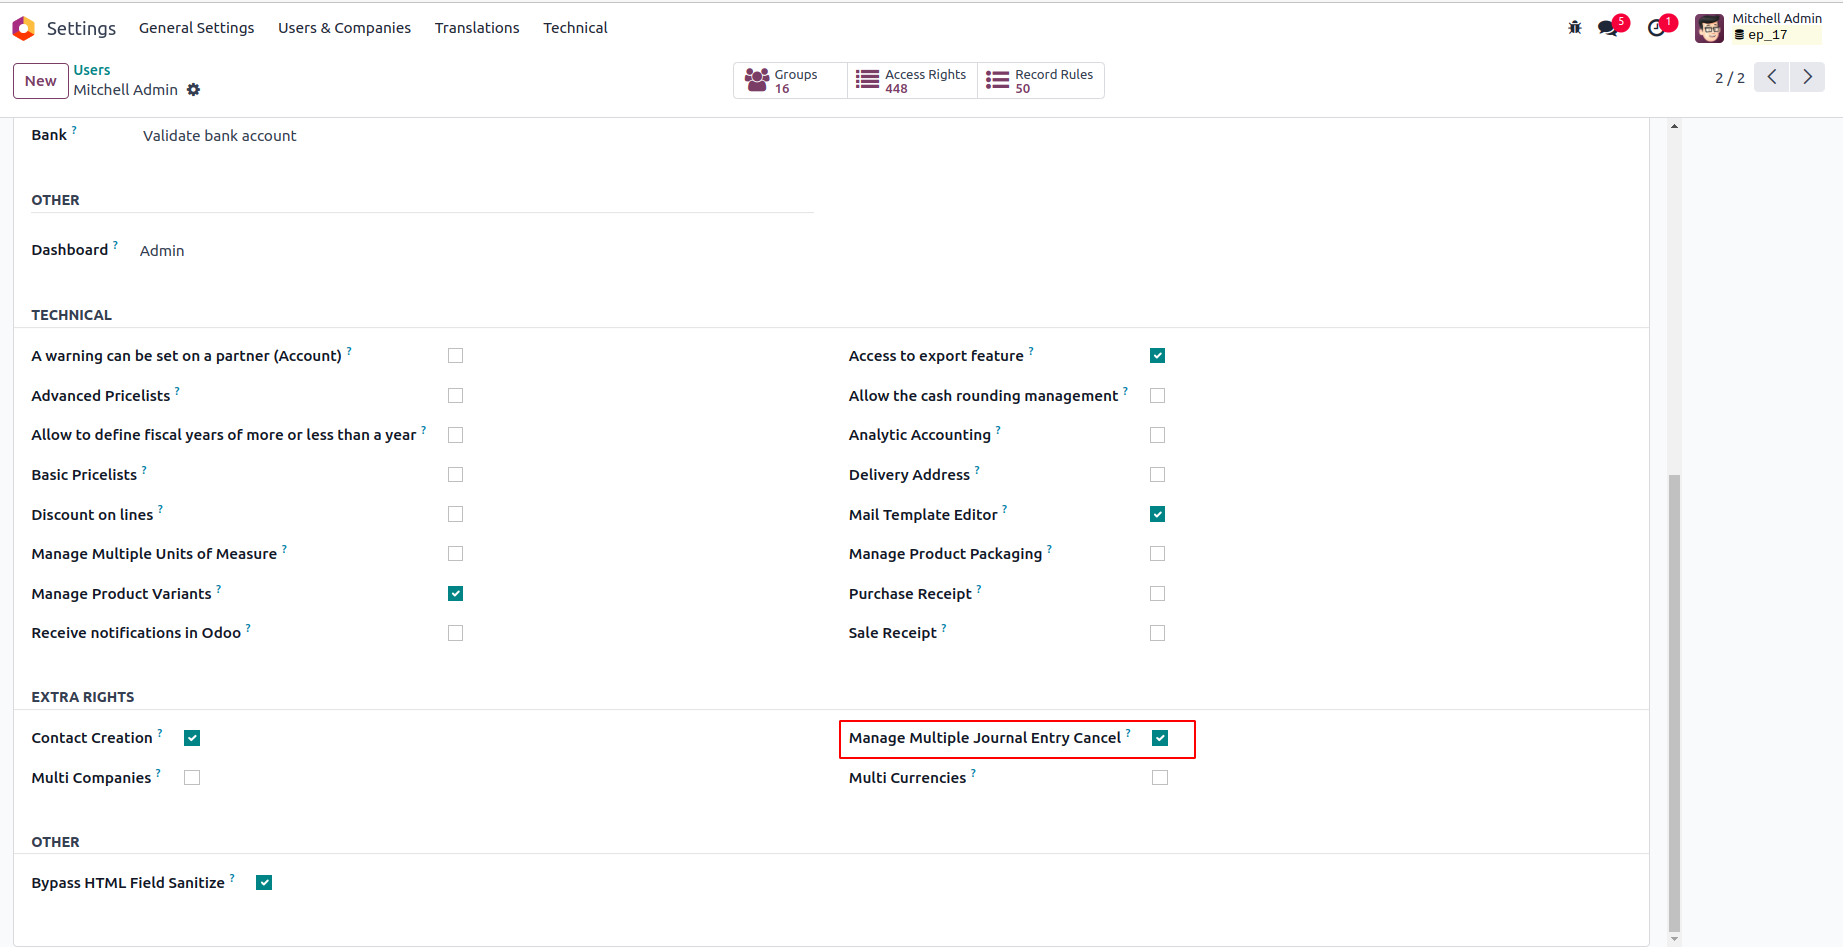 Settings General Settings Users & Companies Translations Technical 5 1 Mitchell Admin
ep_17
New Users Groups Access Rights Record Rules 2 / 2
Mitchell Admin 16 448 50
Bank ? Validate bank account
OTHER
Dashboard ? Admin
TECHNICAL
A warning can be set on a partner (Account) ? Access to export feature ?
Advanced Pricelists ? Allow the cash rounding management ?
Allow to define fiscal years of more or less than a year ? Analytic Accounting ?
Basic Pricelists ? Delivery Address ?
Discount on lines ? Mail Template Editor ?
Manage Multiple Units of Measure ? Manage Product Packaging ?
Manage Product Variants ? Purchase Receipt ?
Receive notifications in Odoo ? Sale Receipt ?
EXTRA RIGHTS
Contact Creation ? Manage Multiple Journal Entry Cancel ?
Multi Companies ? Multi Currencies ?
OTHER
Bypass HTML Field Sanitize ?